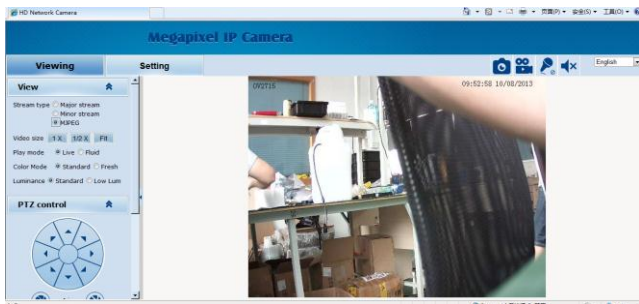 HD Network Camera
页面(P) 安全(S) 工具(O)
Megapixel IP Camera
Viewing Setting
English
View
Stream type Major stream
Minor stream
MJPEG
Video size 1 X 1/2 X Fit
Play mode Live Fluid
Color Mode Standard Fresh
Luminance Standard Low Lum
PTZ control
OV2715
09:52:58 10/08/2013